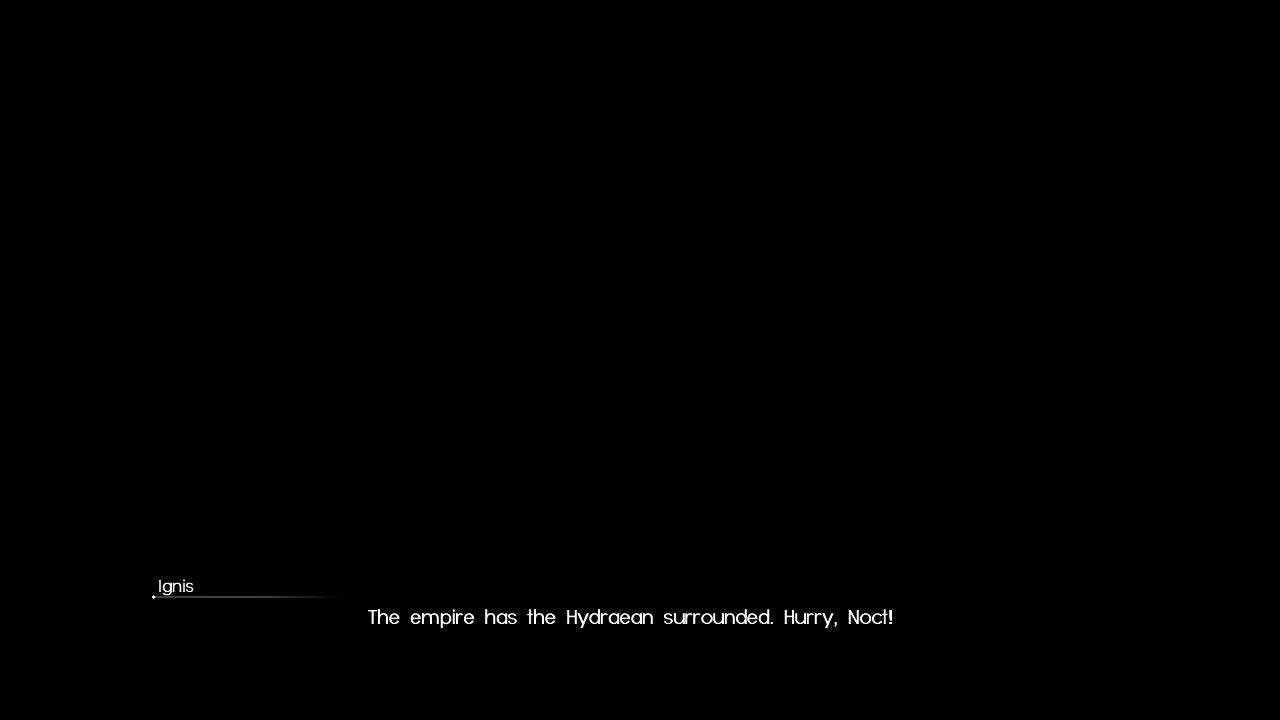 Ignis
The empire has the Hydraean surrounded. Hurry, Noct!